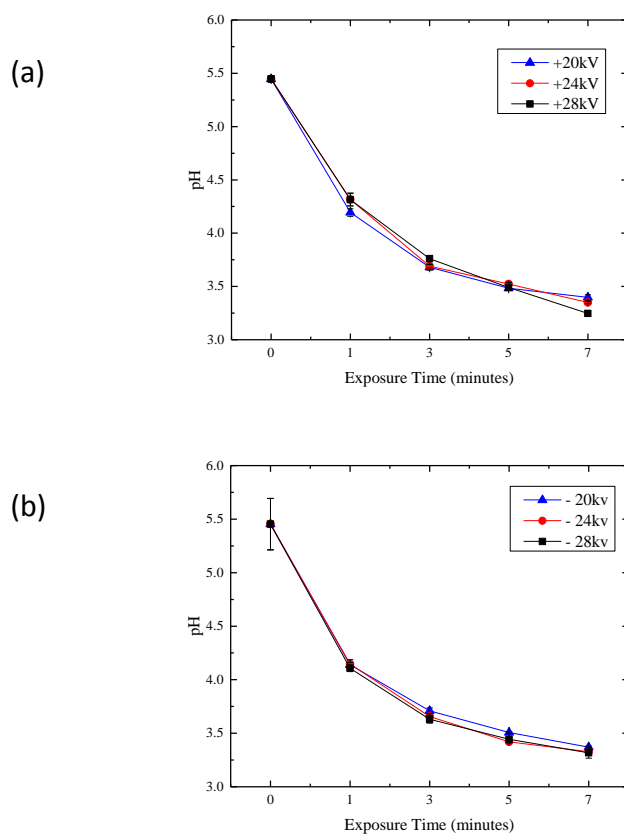 (a)
6.0
5.5
5.0
4.5
4.0
3.5
3.0
pH
+20kV
+24kV
+28kV
0 1 3 5 7
Exposure Time (minutes)
(b)
6.0
5.5
5.0
4.5
4.0
3.5
3.0
pH
- 20kv
- 24kv
- 28kv
0 1 3 5 7
Exposure Time (minutes)